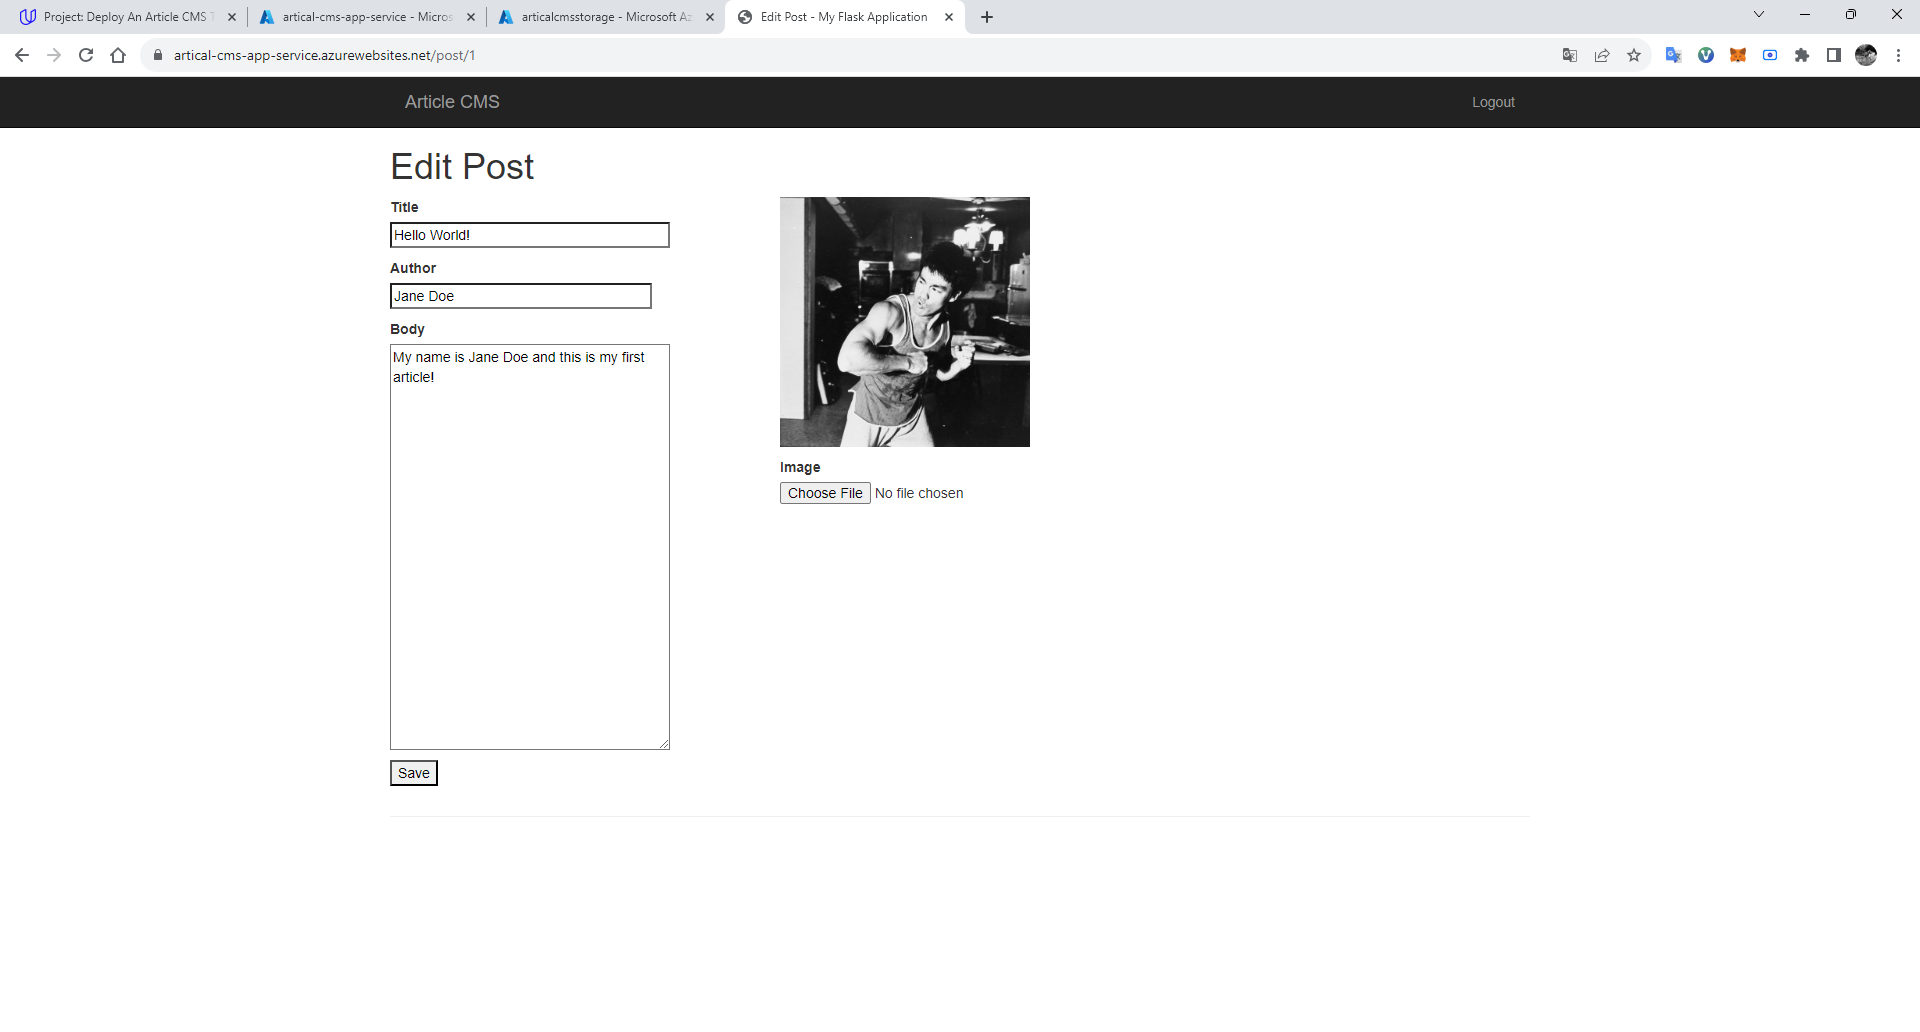 Project: Deploy An Article CMS T
artical-cms-app-service - Micros
articalcmsstorage - Microsoft Az
Edit Post - My Flask Application
artical-cms-app-service.azurewebsites.net/post/1
Article CMS
Logout
Edit Post
Title
Hello World!
Author
Jane Doe
Body
My name is Jane Doe and this is my first
article!
Image
Choose File No file chosen
Save